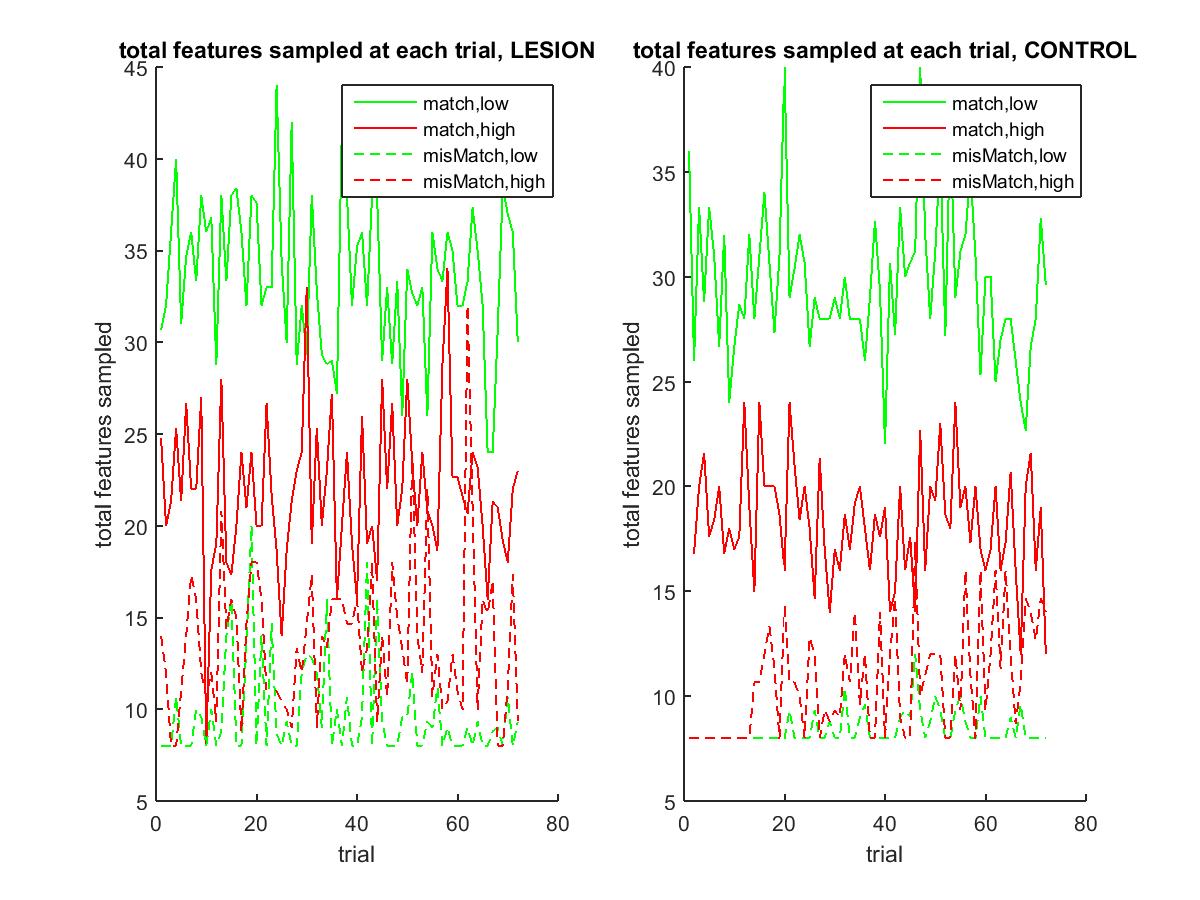 total features sampled at each trial, LESION
45
40
35
30
25
20
15
10
5
0
20
40
60
80
total features sampled
trial
match,low
match,high
misMatch,low
misMatch,high
total features sampled at each trial, CONTROL
40
35
30
25
20
15
10
5
0
20
40
60
80
total features sampled
trial
match,low
match,high
misMatch,low
misMatch,high